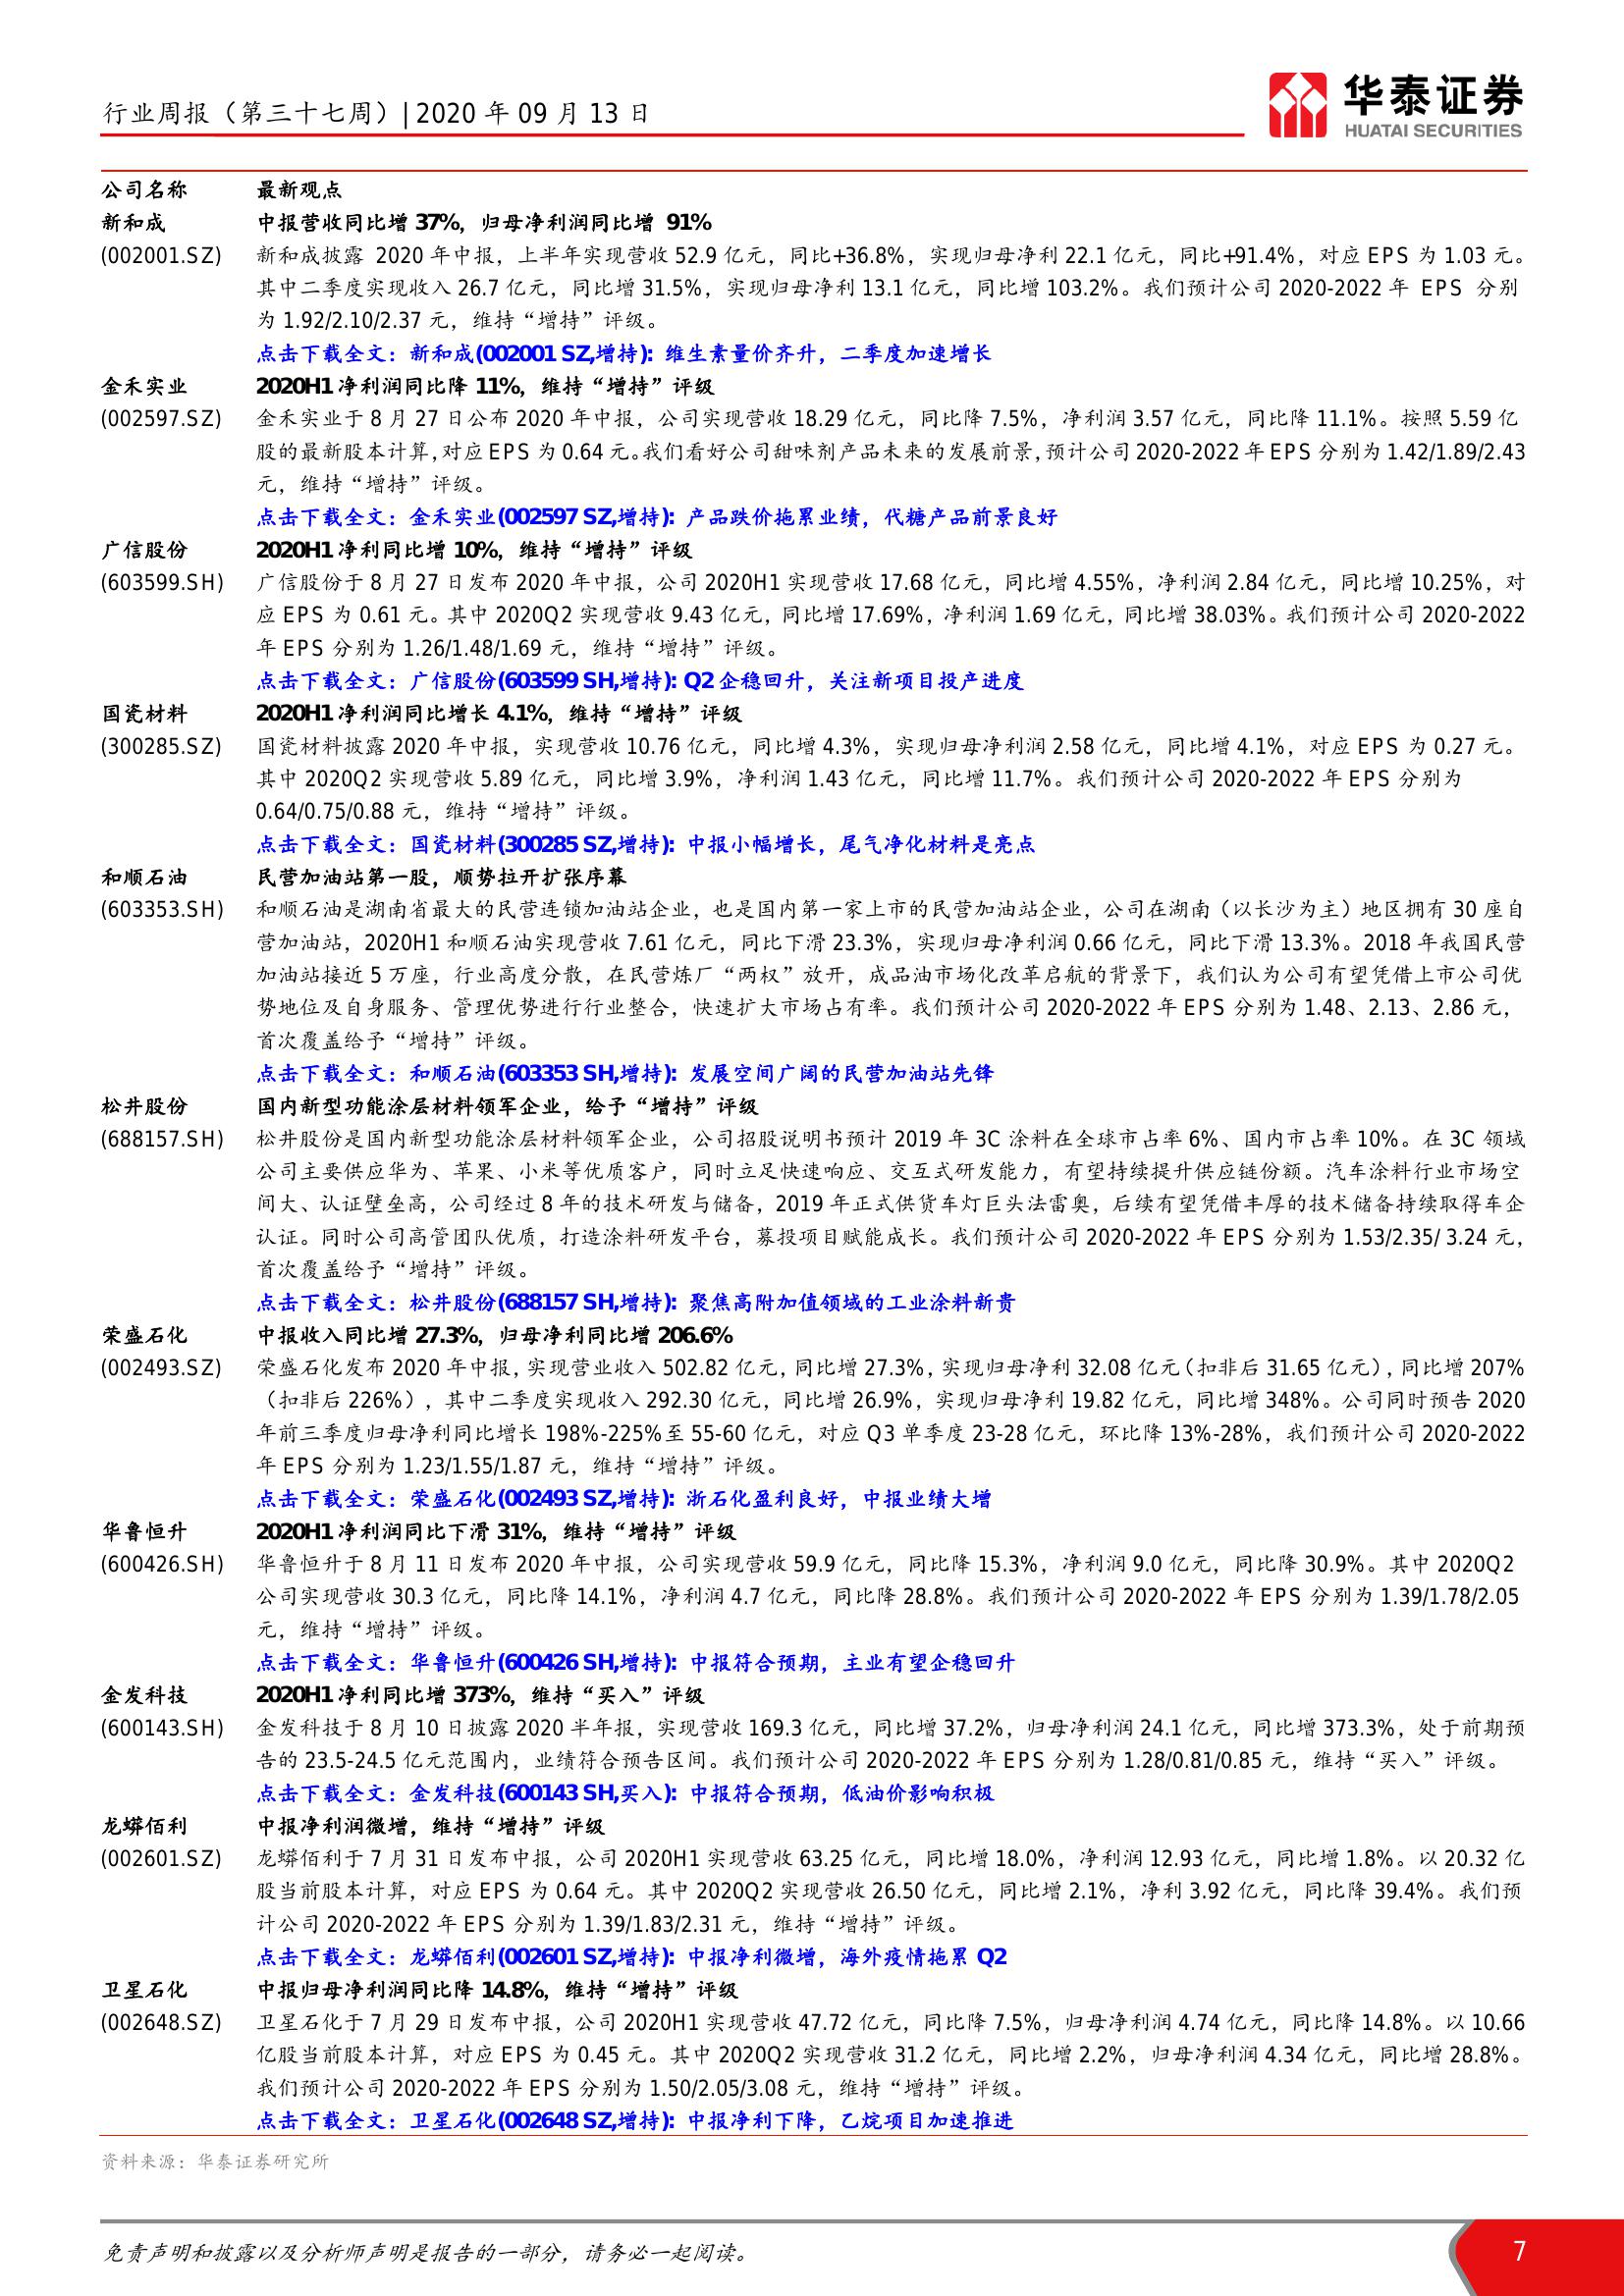 行业周报（第三十七周）| 2020 年 09 月 13 日
华泰证券
HUATAI SECURITIES
公司名称 最新观点
新和成 中报营收同比增 37%，归母净利润同比增 91%
(002001.SZ) 新和成披露 2020 年中报，上半年实现营收 52.9 亿元，同比+36.8%，实现归母净利 22.1 亿元，同比+91.4%，对应 EPS 为 1.03 元。
其中二季度实现收入 26.7 亿元，同比增 31.5%，实现归母净利 13.1 亿元，同比增 103.2%。我们预计公司 2020-2022 年 EPS 分别
为 1.92/2.10/2.37 元，维持“增持”评级。
点击下载全文：新和成(002001 SZ,增持): 维生素量价齐升，二季度加速增长
金禾实业 2020H1 净利润同比降 11%，维持“增持”评级
(002597.SZ) 金禾实业于 8 月 27 日公布 2020 年中报，公司实现营收 18.29 亿元，同比降 7.5%，净利润 3.57 亿元，同比降 11.1%。按照 5.59 亿
股的最新股本计算，对应 EPS 为 0.64 元。我们看好公司甜味剂产品未来的发展前景，预计公司 2020-2022 年 EPS 分别为 1.42/1.89/2.43
元，维持“增持”评级。
点击下载全文：金禾实业(002597 SZ,增持): 产品跌价拖累业绩，代糖产品前景良好
广信股份 2020H1 净利同比增 10%，维持“增持”评级
(603599.SH) 广信股份于 8 月 27 日发布 2020 年中报，公司 2020H1 实现营收 17.68 亿元，同比增 4.55%，净利润 2.84 亿元，同比增 10.25%，对
应 EPS 为 0.61 元。其中 2020Q2 实现营收 9.43 亿元，同比增 17.69%，净利润 1.69 亿元，同比增 38.03%。我们预计公司 2020-2022
年 EPS 分别为 1.26/1.48/1.69 元，维持“增持”评级。
点击下载全文：广信股份(603599 SH,增持): Q2 企稳回升，关注新项目投产进度
国瓷材料 2020H1 净利润同比增长 4.1%，维持“增持”评级
(300285.SZ) 国瓷材料披露 2020 年中报，实现营收 10.76 亿元，同比增 4.3%，实现归母净利润 2.58 亿元，同比增 4.1%，对应 EPS 为 0.27 元。
其中 2020Q2 实现营收 5.89 亿元，同比增 3.9%，净利润 1.43 亿元，同比增 11.7%。我们预计公司 2020-2022 年 EPS 分别为
0.64/0.75/0.88 元，维持“增持”评级。
点击下载全文：国瓷材料(300285 SZ,增持): 中报小幅增长，尾气净化材料是亮点
和顺石油 民营加油站第一股，顺势拉开扩张序幕
(603353.SH) 和顺石油是湖南省最大的民营连锁加油站企业，也是国内第一家上市的民营加油站企业，公司在湖南（以长沙为主）地区拥有 30 座自
营加油站，2020H1 和顺石油实现营收 7.61 亿元，同比下滑 23.3%，实现归母净利润 0.66 亿元，同比下滑 13.3%。2018 年我国民营
加油站接近 5 万座，行业高度分散，在民营炼厂“两权”放开，成品油市场化改革启航的背景下，我们认为公司有望凭借上市公司优
势地位及自身服务、管理优势进行行业整合，快速扩大市场占有率。我们预计公司 2020-2022 年 EPS 分别为 1.48、2.13、2.86 元，
首次覆盖给予“增持”评级。
点击下载全文：和顺石油(603353 SH,增持): 发展空间广阔的民营加油站先锋
松井股份 国内新型功能涂层材料领军企业，给予“增持”评级
(688157.SH) 松井股份是国内新型功能涂层材料领军企业，公司招股说明书预计 2019 年 3C 涂料在全球市占率 6%、国内市占率 10%。在 3C 领域
公司主要供应华为、苹果、小米等优质客户，同时立足快速响应、交互式研发能力，有望持续提升供应链份额。汽车涂料行业市场空
间大、认证壁垒高，公司经过 8 年的技术研发与储备，2019 年正式供货车灯巨头法雷奥，后续有望凭借丰厚的技术储备持续取得车企
认证。同时公司高管团队优质，打造涂料研发平台，募投项目赋能成长。我们预计公司 2020-2022 年 EPS 分别为 1.53/2.35/ 3.24 元，
首次覆盖给予“增持”评级。
点击下载全文：松井股份(688157 SH,增持): 聚焦高附加值领域的工业涂料新贵
荣盛石化 中报收入同比增 27.3%，归母净利同比增 206.6%
(002493.SZ) 荣盛石化发布 2020 年中报，实现营业收入 502.82 亿元，同比增 27.3%，实现归母净利 32.08 亿元（扣非后 31.65 亿元），同比增 207%
（扣非后 226%），其中二季度实现收入 292.30 亿元，同比增 26.9%，实现归母净利 19.82 亿元，同比增 348%。公司同时预告 2020
年前三季度归母净利同比增长 198%-225%至 55-60 亿元，对应 Q3 单季度 23-28 亿元，环比降 13%-28%，我们预计公司 2020-2022
年 EPS 分别为 1.23/1.55/1.87 元，维持“增持”评级。
点击下载全文：荣盛石化(002493 SZ,增持): 浙石化盈利良好，中报业绩大增
华鲁恒升 2020H1 净利润同比下滑 31%，维持“增持”评级
(600426.SH) 华鲁恒升于 8 月 11 日发布 2020 年中报，公司实现营收 59.9 亿元，同比降 15.3%，净利润 9.0 亿元，同比降 30.9%。其中 2020Q2
公司实现营收 30.3 亿元，同比降 14.1%，净利润 4.7 亿元，同比降 28.8%。我们预计公司 2020-2022 年 EPS 分别为 1.39/1.78/2.05
元，维持“增持”评级。
点击下载全文：华鲁恒升(600426 SH,增持): 中报符合预期，主业有望企稳回升
金发科技 2020H1 净利同比增 373%，维持“买入”评级
(600143.SH) 金发科技于 8 月 10 日披露 2020 半年报，实现营收 169.3 亿元，同比增 37.2%，归母净利润 24.1 亿元，同比增 373.3%，处于前期预
告的 23.5-24.5 亿元范围内，业绩符合预告区间。我们预计公司 2020-2022 年 EPS 分别为 1.28/0.81/0.85 元，维持“买入”评级。
点击下载全文：金发科技(600143 SH,买入): 中报符合预期，低油价影响积极
龙蟒佰利 中报净利润微增，维持“增持”评级
(002601.SZ) 龙蟒佰利于 7 月 31 日发布中报，公司 2020H1 实现营收 63.25 亿元，同比增 18.0%，净利润 12.93 亿元，同比增 1.8%。以 20.32 亿
股当前股本计算，对应 EPS 为 0.64 元。其中 2020Q2 实现营收 26.50 亿元，同比增 2.1%，净利 3.92 亿元，同比降 39.4%。我们预
计公司 2020-2022 年 EPS 分别为 1.39/1.83/2.31 元，维持“增持”评级。
点击下载全文：龙蟒佰利(002601 SZ,增持): 中报净利微增，海外疫情拖累 Q2
卫星石化 中报归母净利润同比降 14.8%，维持“增持”评级
(002648.SZ) 卫星石化于 7 月 29 日发布中报，公司 2020H1 实现营收 47.72 亿元，同比降 7.5%，归母净利润 4.74 亿元，同比降 14.8%。以 10.66
亿股当前股本计算，对应 EPS 为 0.45 元。其中 2020Q2 实现营收 31.2 亿元，同比增 2.2%，归母净利润 4.34 亿元，同比增 28.8%。
我们预计公司 2020-2022 年 EPS 分别为 1.50/2.05/3.08 元，维持“增持”评级。
点击下载全文：卫星石化(002648 SZ,增持): 中报净利下降，乙烷项目加速推进
资料来源：华泰证券研究所
免责声明和披露以及分析师声明是报告的一部分，请务必一起阅读。
7